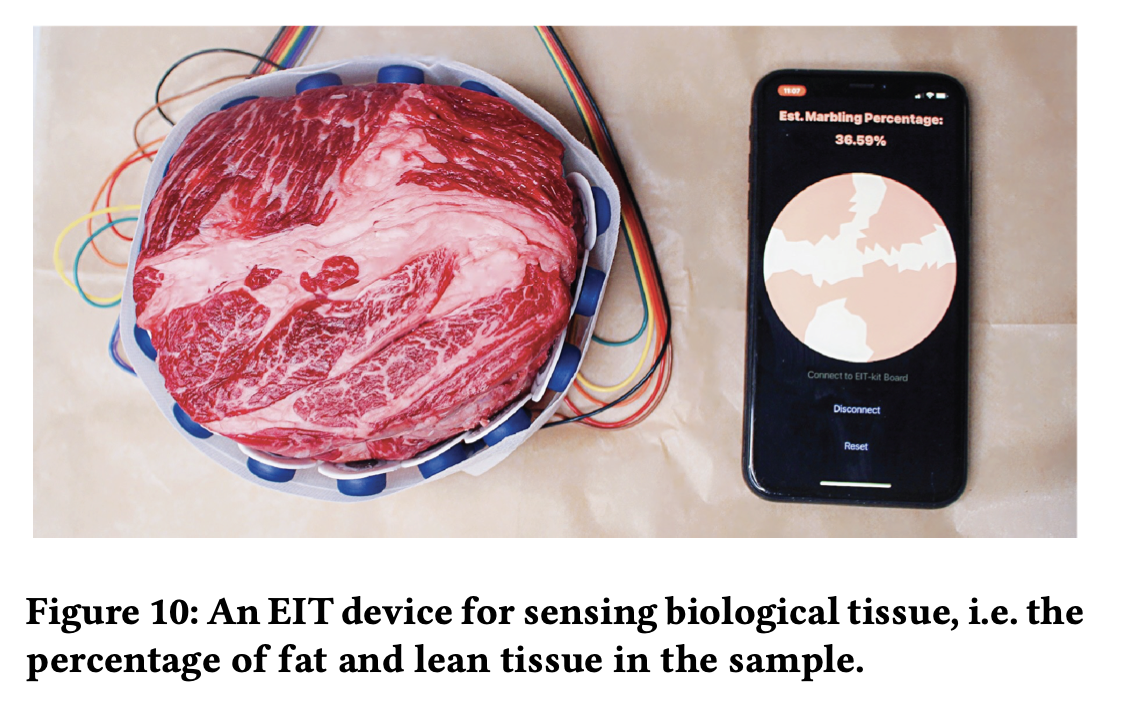 11:07
Est. Marbling Percentage:
36.59%
Connect to EIT-kit Board
Disconnect
Reset
Figure 10: An EIT device for sensing biological tissue, i.e. the
percentage of fat and lean tissue in the sample.